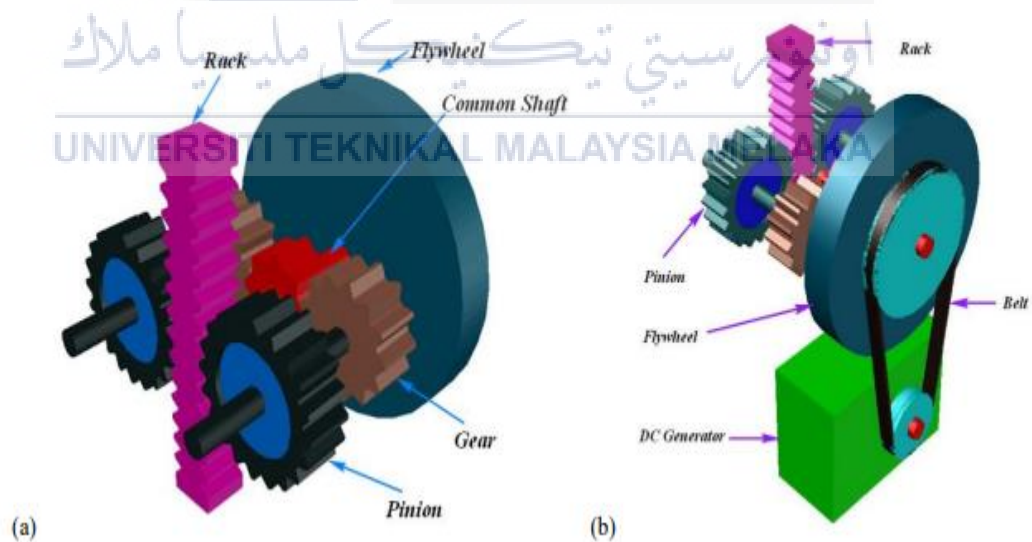 اونيۏرسيتي تيكنيكل مليسيا ملاك
UNIVERSITI TEKNIKAL MALAYSIA MELAKA
Rack
Flywheel
Common Shaft
Gear
Pinion
(a)
Rack
Pinion
Flywheel
Belt
DC Generator
(b)